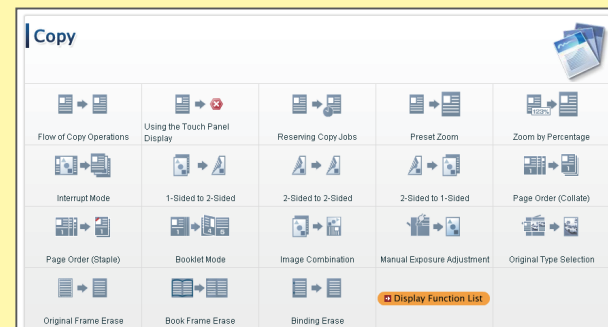 Copy
Flow of Copy Operations
Using the Touch Panel
Display
Reserving Copy Jobs
Preset Zoom
123%
Zoom by Percentage
Interrupt Mode
1-Sided to 2-Sided
2-Sided to 2-Sided
2-Sided to 1-Sided
Page Order (Collate)
Page Order (Staple)
Booklet Mode
Image Combination
Manual Exposure Adjustment
Original Type Selection
Original Frame Erase
Book Frame Erase
Binding Erase
Display Function List